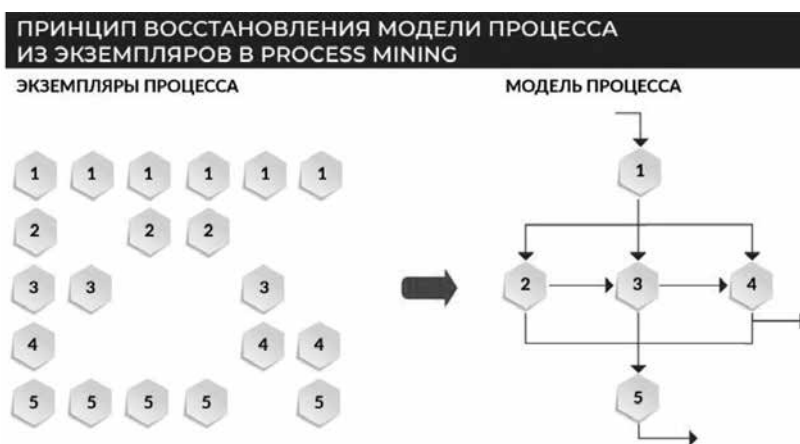 ПРИНЦИП ВОССТАНОВЛЕНИЯ МОДЕЛИ ПРОЦЕССА
ИЗ ЭКЗЕМПЛЯРОВ В PROCESS MINING
ЭКЗЕМПЛЯРЫ ПРОЦЕССА
МОДЕЛЬ ПРОЦЕССА
1 1 1 1 1 1
2 2 2
3 3 3
4 4 4
5 5 5 5 5
1
2 3 4
5